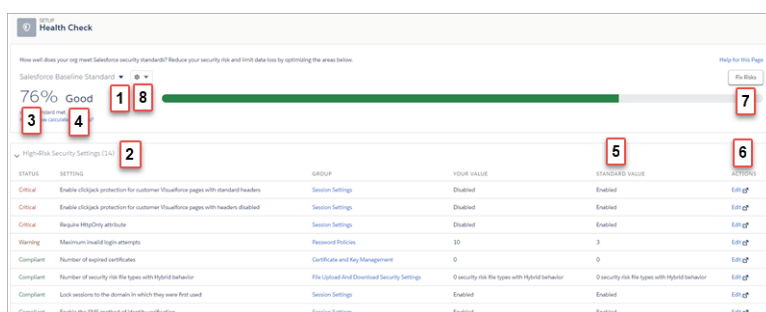 SETUP
Health Check
How well does your org meet Salesforce security standards? Reduce your security risk and limit data loss by optimizing the areas below.
Help for this Page
Salesforce Baseline Standard
1
8
Fix Risks
76% Good
7
3
4
High-Risk Security Settings (14)
2
5
6
STATUS SETTING GROUP YOUR VALUE STANDARD VALUE ACTIONS
Critical Enable clickjack protection for customer Visualforce pages with standard headers Session Settings Disabled Enabled Edit
Critical Enable clickjack protection for customer Visualforce pages with headers disabled Session Settings Disabled Enabled Edit
Critical Require HttpOnly attribute Session Settings Disabled Enabled Edit
Warning Maximum invalid login attempts Password Policies 10 3 Edit
Compliant Number of expired certificates Certificate and Key Management 0 0 Edit
Compliant Number of security risk file types with Hybrid behavior File Upload And Download Security Settings 0 security risk file types with Hybrid behavior 0 security risk file types with Hybrid behavior Edit
Compliant Lock sessions to the domain in which they were first used Session Settings Enabled Enabled Edit